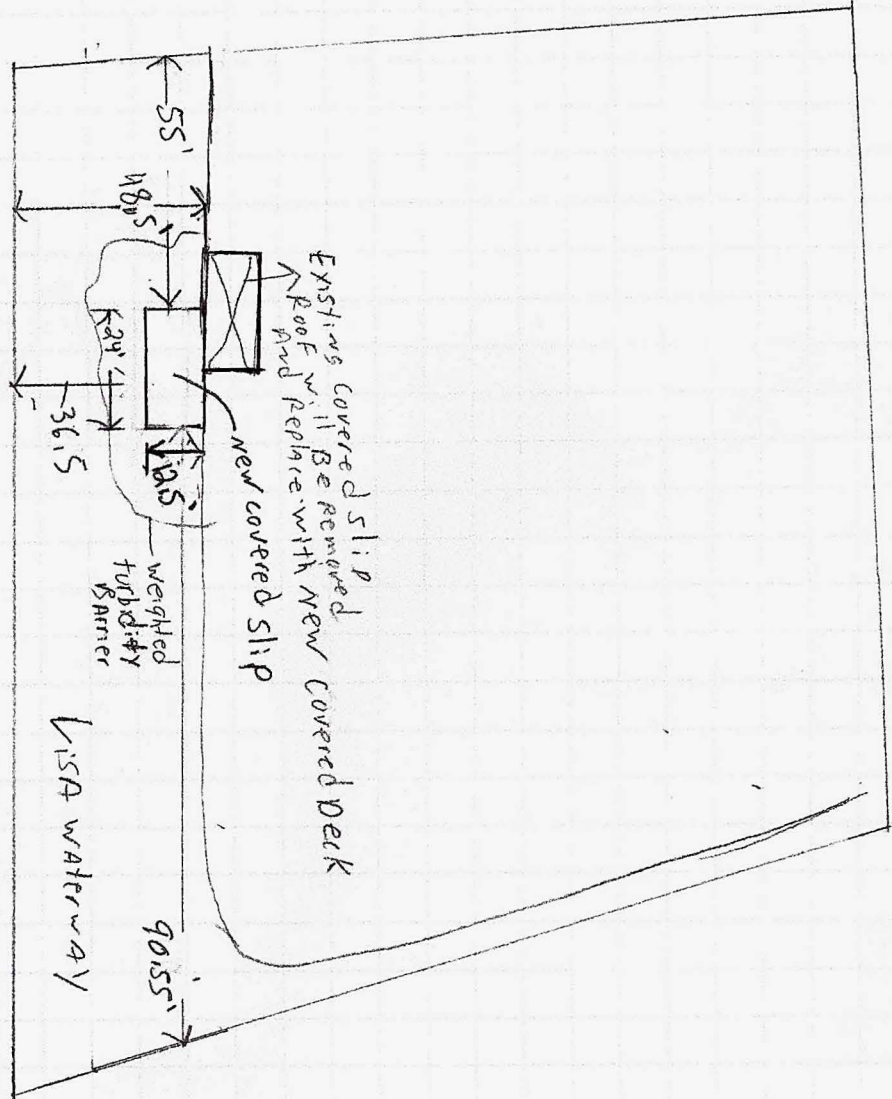 Existing covered slip
Roof will Be Removed
And Replace with New Covered Deck
55'
48.5'
24'
36.5
12.5'
new covered slip
weighted
turbidity
BArrier
90.55'
LiSA WATErwAY